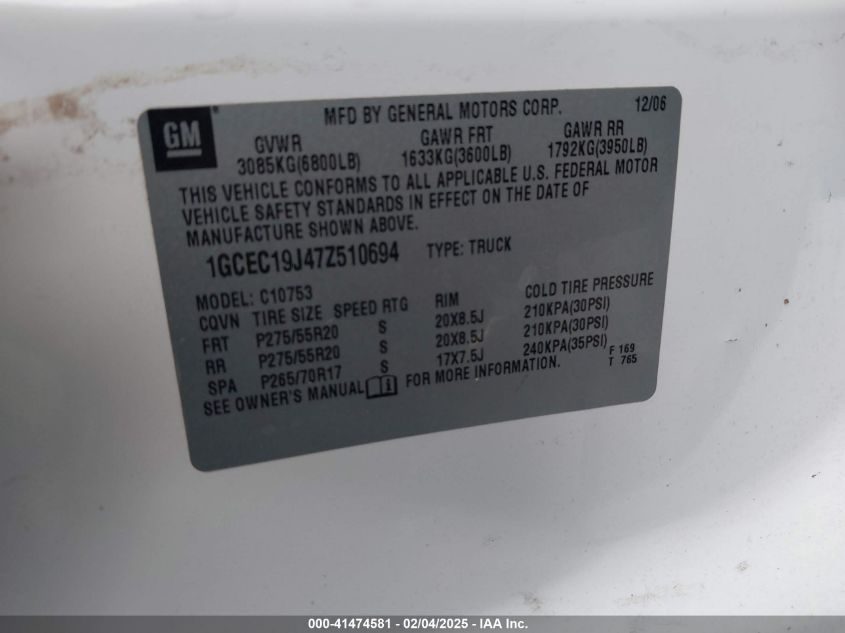 MFD BY GENERAL MOTORS CORP. 12/06
GM
GVWR GAWR FRT GAWR RR
3085KG(6800LB) 1633KG(3600LB) 1792KG(3950LB)
THIS VEHICLE CONFORMS TO ALL APPLICABLE U.S. FEDERAL MOTOR
VEHICLE SAFETY STANDARDS IN EFFECT ON THE DATE OF
MANUFACTURE SHOWN ABOVE.
1GCEC19J47Z510694 TYPE: TRUCK
MODEL: C10753
CQVN TIRE SIZE SPEED RTG RIM COLD TIRE PRESSURE
FRT P275/55R20 S 20X8.5J 210KPA(30PSI)
RR P275/55R20 S 20X8.5J 210KPA(30PSI)
SPA P265/70R17 S 17X7.5J 240KPA(35PSI)
SEE OWNER'S MANUAL FOR MORE INFORMATION.
F 169
T 765
000-41474581 - 02/04/2025 - IAA Inc.